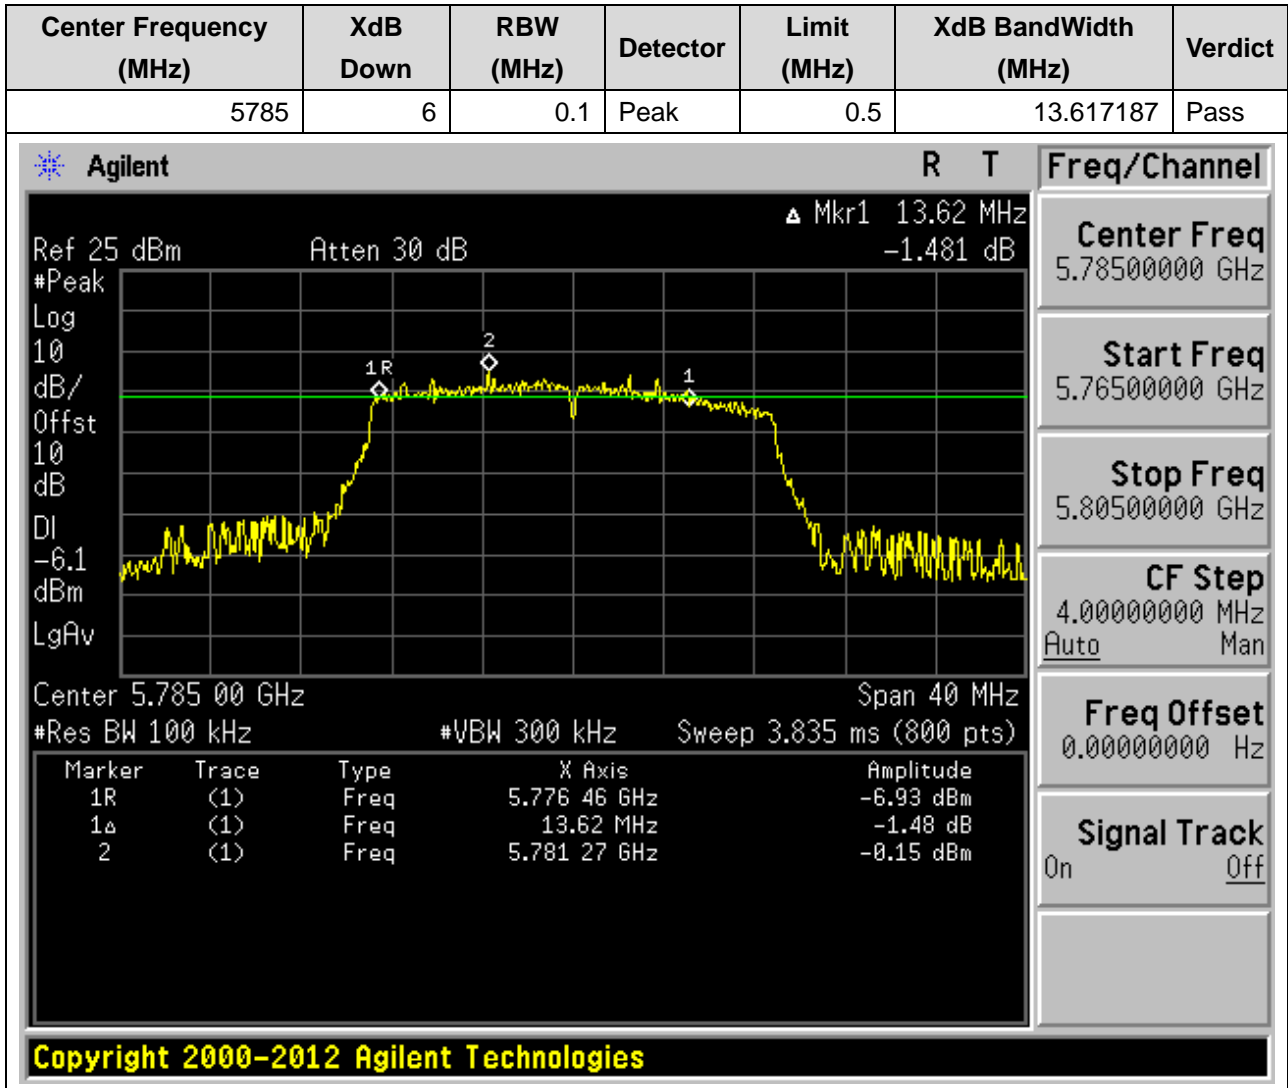 Center Frequency (MHz) XdB Down RBW (MHz) Detector Limit (MHz) XdB BandWidth (MHz) Verdict
5785 6 0.1 Peak 0.5 13.617187 Pass
Agilent R T Freq/Channel
Δ Mkr1 13.62 MHz
Ref 25 dBm Atten 30 dB -1.481 dB
#Peak
Log
10
dB/
Offst
10
dB
DI
-6.1
dBm
LgAv
1R
2
1
Center 5.785 00 GHz Span 40 MHz
#Res BW 100 kHz #VBW 300 kHz Sweep 3.835 ms (800 pts)
Marker Trace Type X Axis Amplitude
1R (1) Freq 5.776 46 GHz -6.93 dBm
1Δ (1) Freq 13.62 MHz -1.48 dB
2 (1) Freq 5.781 27 GHz -0.15 dBm
Center Freq
5.78500000 GHz
Start Freq
5.76500000 GHz
Stop Freq
5.80500000 GHz
CF Step
4.00000000 MHz
Auto Man
Freq Offset
0.00000000 Hz
Signal Track
On Off
Copyright 2000-2012 Agilent Technologies